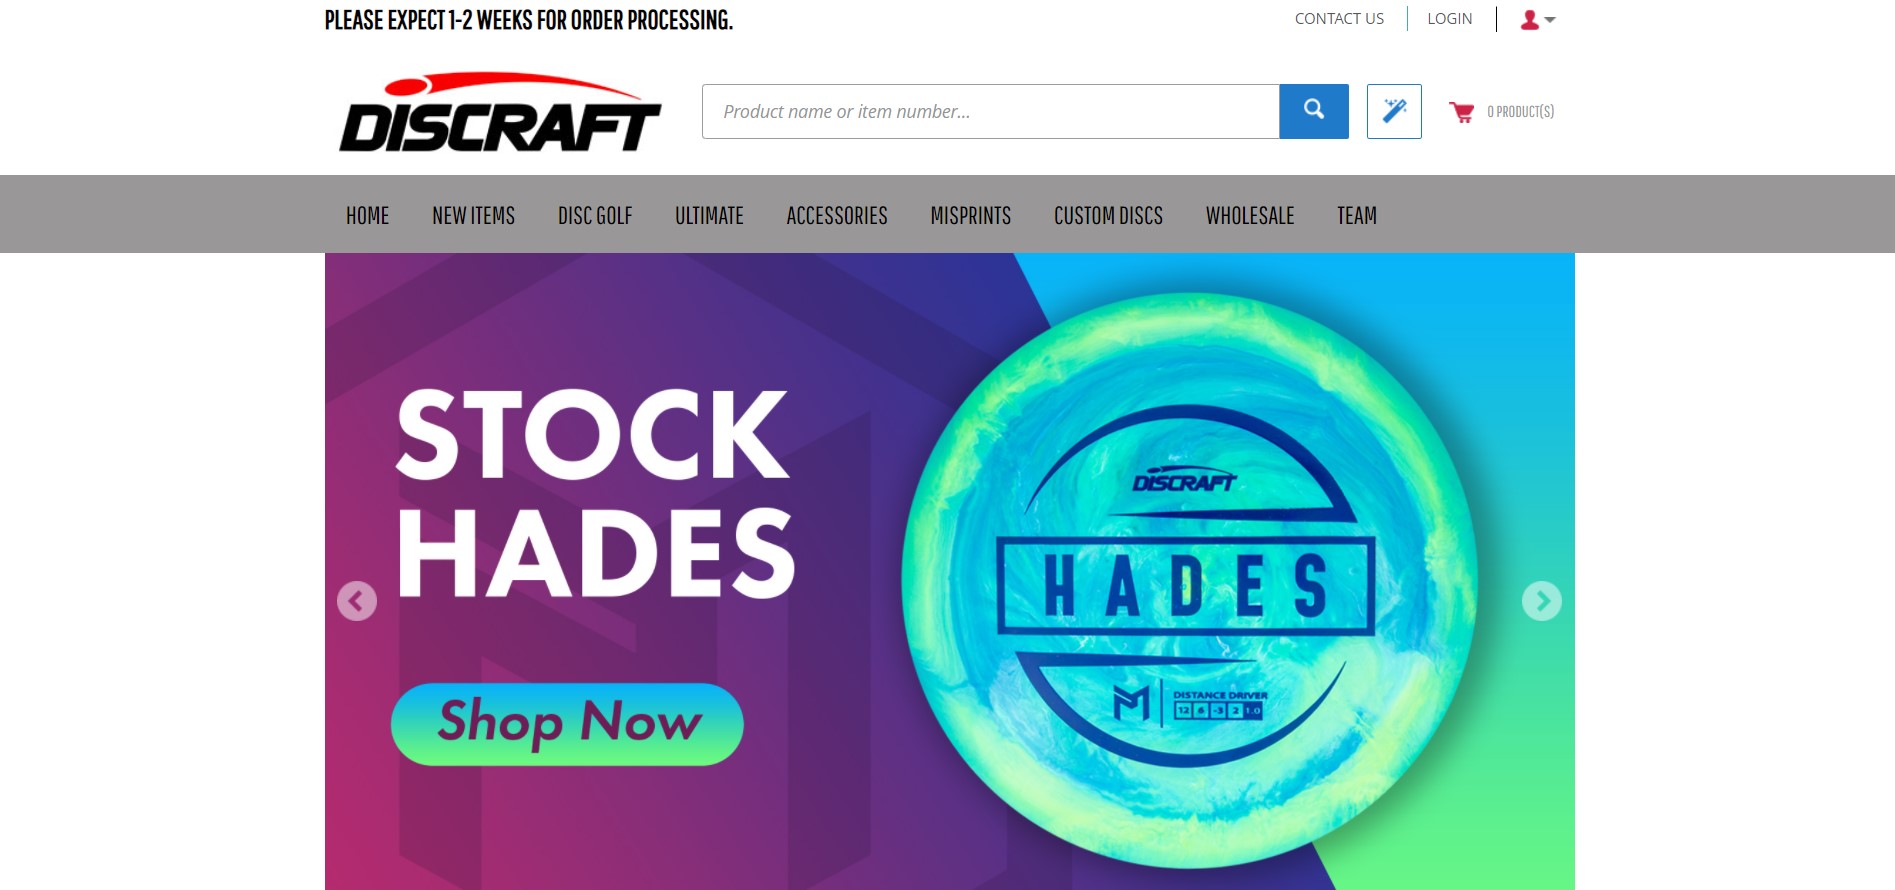 PLEASE EXPECT 1-2 WEEKS FOR ORDER PROCESSING.
CONTACT US
LOGIN
DISCRAFT
Product name or item number...
0 PRODUCT(S)
HOME
NEW ITEMS
DISC GOLF
ULTIMATE
ACCESSORIES
MISPRINTS
CUSTOM DISCS
WHOLESALE
TEAM
STOCK
HADES
Shop Now
DISCRAFT
HADES
DISTANCE DRIVER
12 6 -3 2 1.0